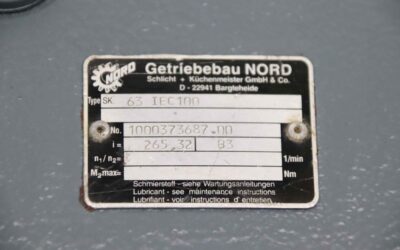 NORD
Getriebebau NORD
Schlicht + Küchenmeister GmbH & Co.
D - 22941 Bargteheide
Type SK 63 IEC100
No. 1000373687.00
i = 265,32 B3
n₁ / n₂= 1/min
M₂max= Nm
Schmierstoff - siehe Wartungsanleitungen
Lubricant - see maintenance instructions
Lubrifiant - voir instructions d'entretien